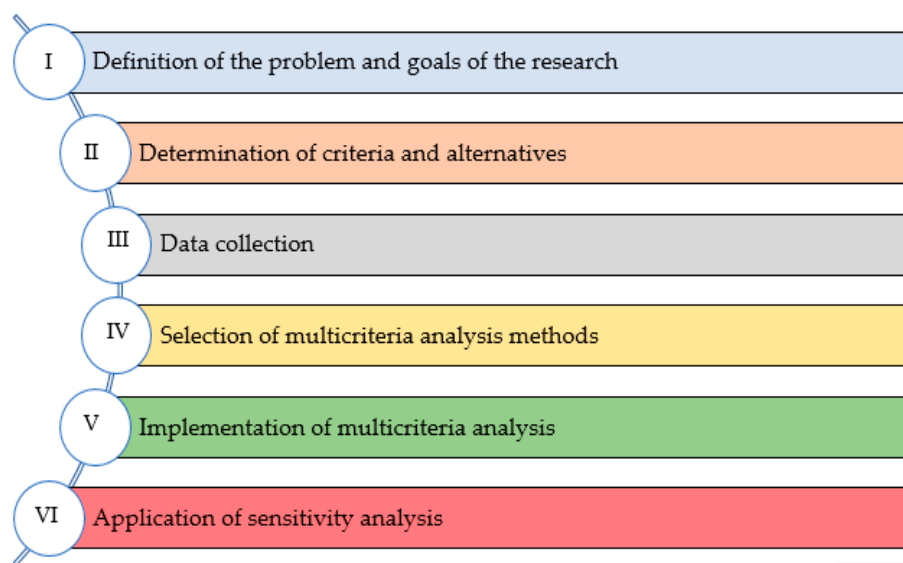 I
Definition of the problem and goals of the research
II
Determination of criteria and alternatives
III
Data collection
IV
Selection of multicriteria analysis methods
V
Implementation of multicriteria analysis
VI
Application of sensitivity analysis